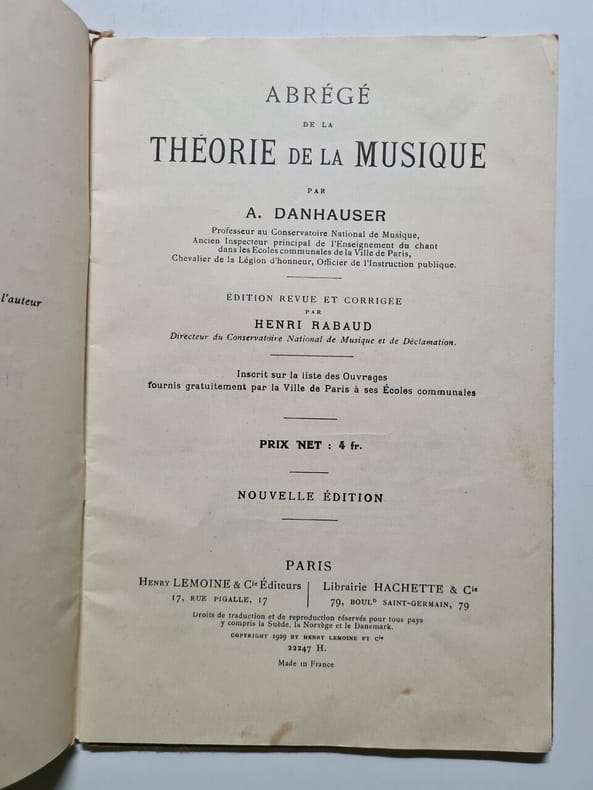 l'auteur
ABRÉGÉ
DE LA
THÉORIE DE LA MUSIQUE
PAR
A. DANHAUSER
Professeur au Conservatoire National de Musique,
Ancien Inspecteur principal de l'Enseignement du chant
dans les Ecoles communales de la Ville de Paris,
Chevalier de la Légion d'honneur, Officier de l'Instruction publique.
ÉDITION REVUE ET CORRIGÉE
PAR
HENRI RABAUD
Directeur du Conservatoire National de Musique et de Déclamation.
Inscrit sur la liste des Ouvrages
fournis gratuitement par la Ville de Paris à ses Écoles communales
PRIX NET : 4 fr.
NOUVELLE ÉDITION
PARIS
HENRY LEMOINE & Cie Éditeurs
17, RUE PIGALLE, 17
Librairie HACHETTE & Cie
79, BOULD SAINT-GERMAIN, 79
Droits de traduction et de reproduction réservés pour tous pays
y compris la Suède, la Norvège et le Danemark.
COPYRIGHT 1929 BY HENRY LEMOINE ET Cie
22247 H.
Made in France